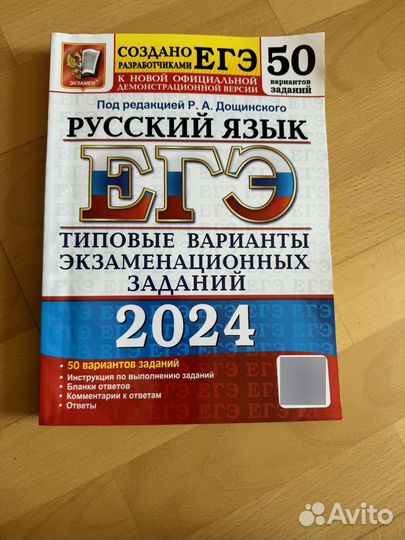 СОЗДАНО
РАЗРАБОТЧИКАМИ ЕГЭ
К НОВОЙ ОФИЦИАЛЬНОЙ
ДЕМОНСТРАЦИОННОЙ ВЕРСИИ
50
вариантов
заданий
ЭКЗАМЕН
Под редакцией Р. А. Дощинского
РУССКИЙ ЯЗЫК
ЕГЭ
ТИПОВЫЕ ВАРИАНТЫ
ЭКЗАМЕНАЦИОННЫХ
ЗАДАНИЙ
2024
• 50 вариантов заданий
• Инструкция по выполнению заданий
• Бланки ответов
• Комментарии к ответам
• Ответы
Avito